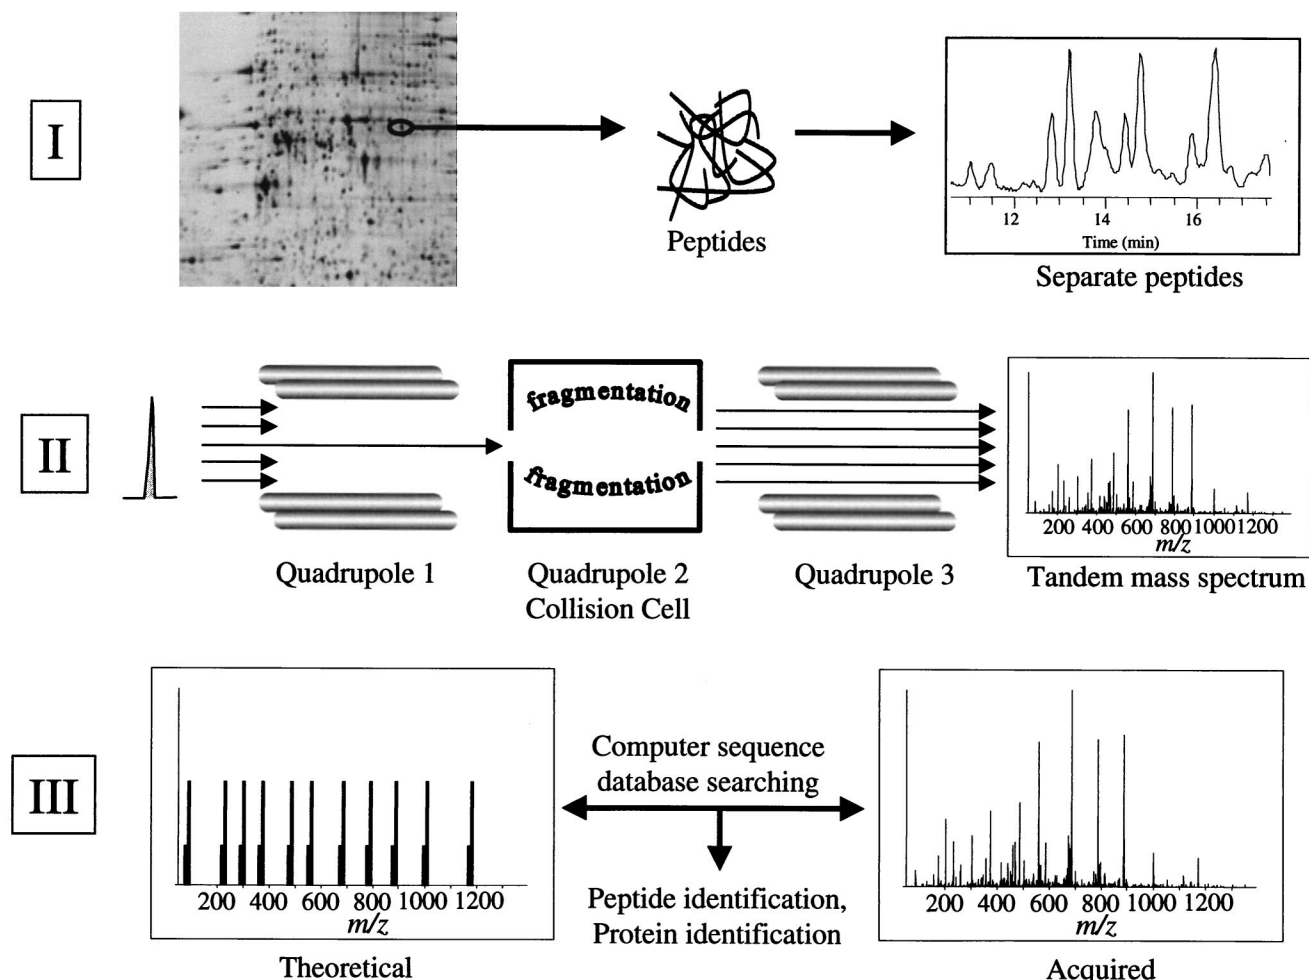 I
Peptides
12 14 16
Time (min)
Separate peptides
II
fragmentation
fragmentation
Quadrupole 1
Quadrupole 2
Collision Cell
Quadrupole 3
200 400 600 800 1000 1200
m/z
Tandem mass spectrum
III
200 400 600 800 1000 1200
m/z
Theoretical
Computer sequence
database searching
Peptide identification,
Protein identification
200 400 600 800 1000 1200
m/z
Acquired